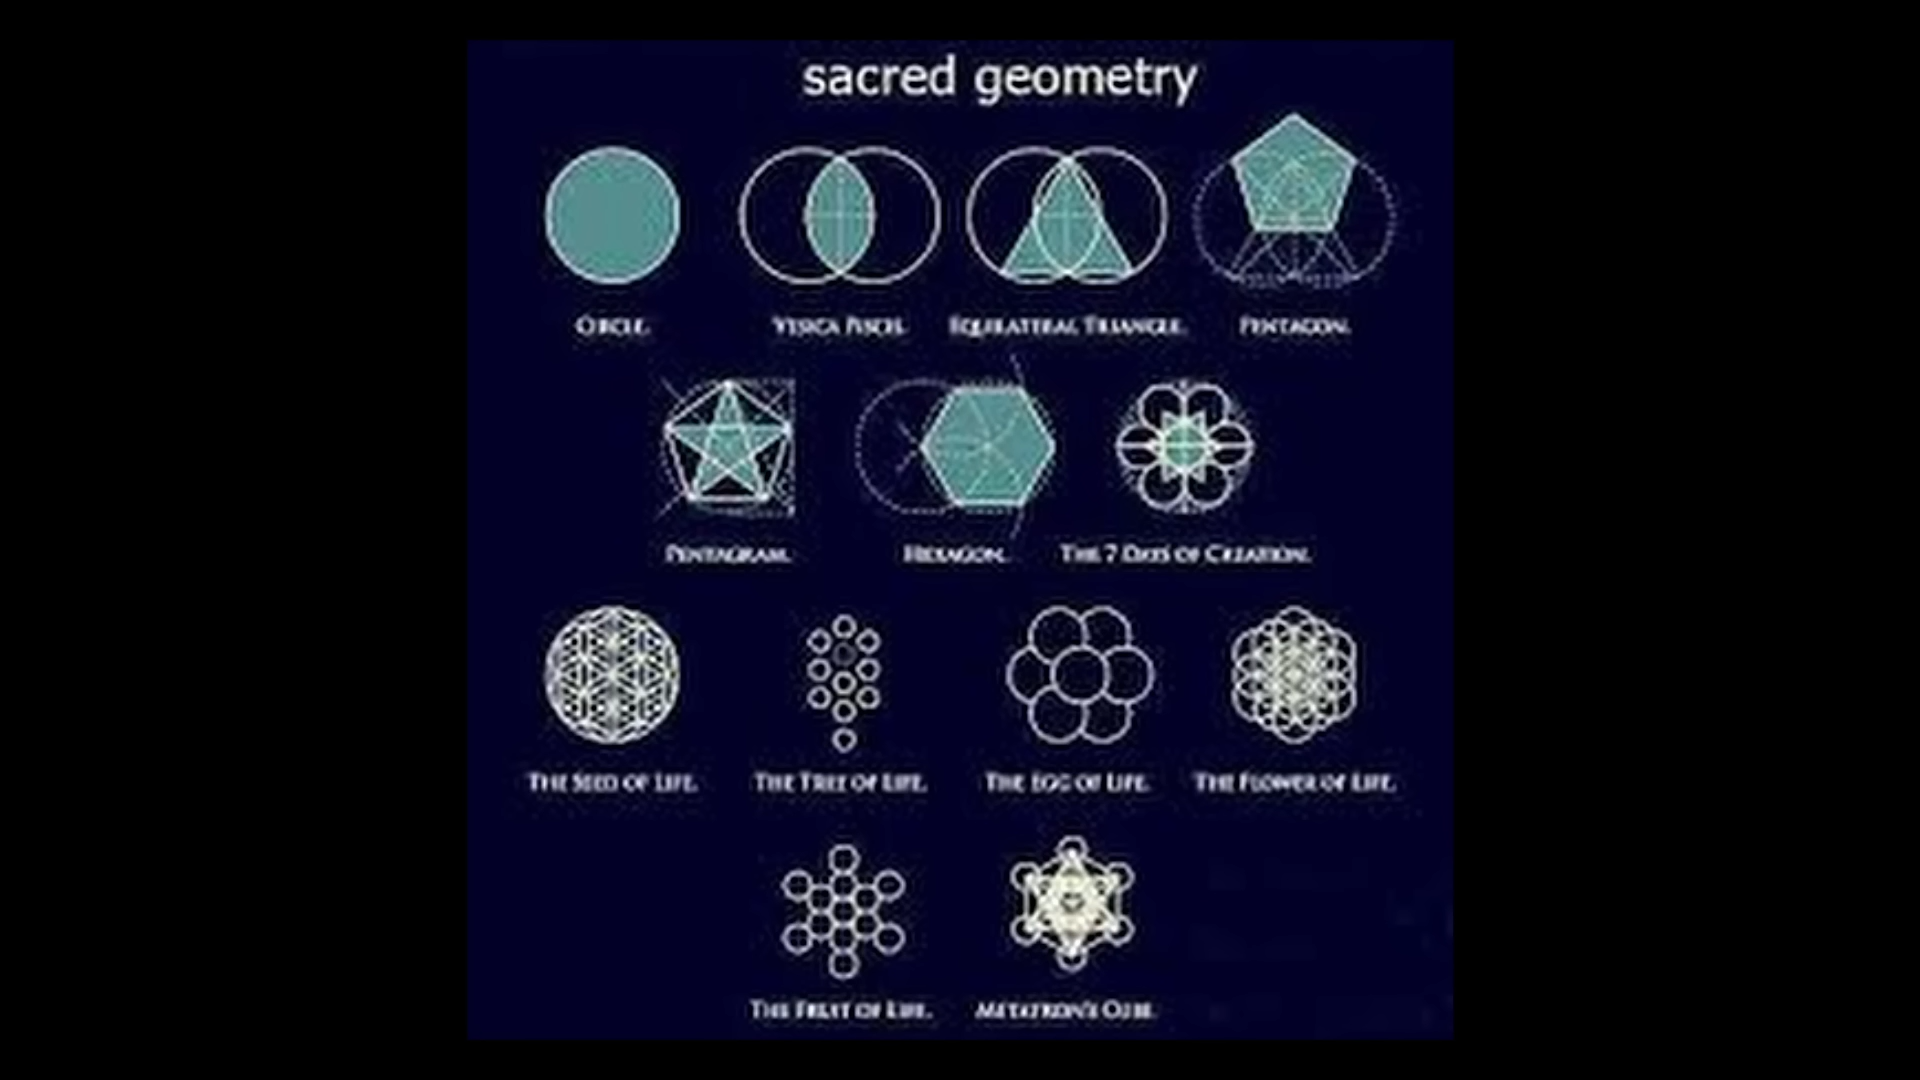 sacred geometry
CIRCLE. VESICA PISCIS. EQUILATERAL TRIANGLE. PENTAGON.
PENTAGRAM. HEXAGON. THE 7 DAYS OF CREATION.
THE SEED OF LIFE. THE TREE OF LIFE. THE EGG OF LIFE. THE FLOWER OF LIFE.
THE FRUIT OF LIFE. METATRON'S CUBE.